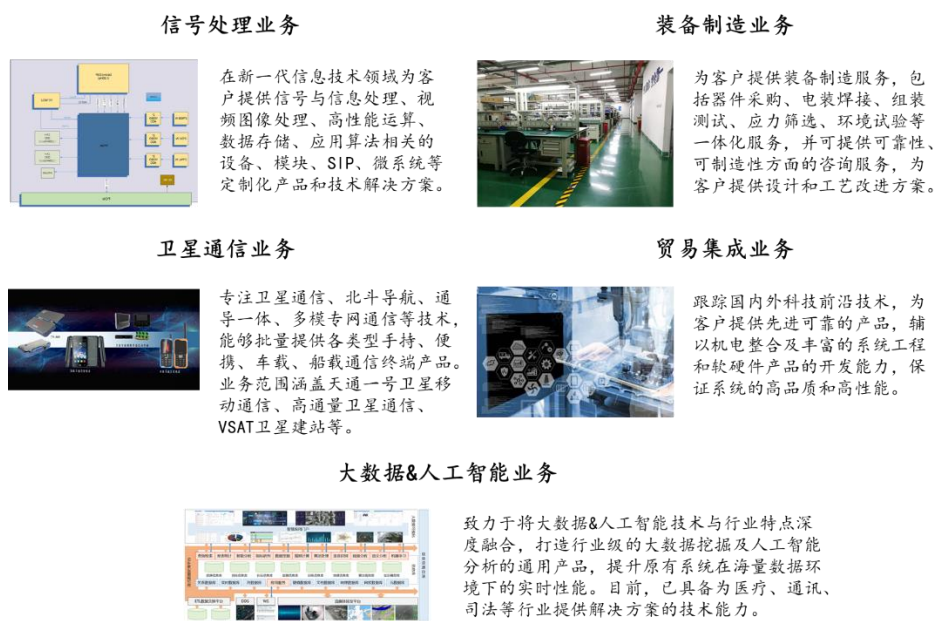 信号处理业务
在新一代信息技术领域为客
户提供信号与信息处理、视
频图像处理、高性能运算、
数据存储、应用算法相关的
设备、模块、SIP、微系统等
定制化产品和技术解决方案。
装备制造业务
为客户提供装备制造服务，包
括器件采购、电装焊接、组装
测试、应力筛选、环境试验等
一体化服务，并可提供可靠性、
可制造性方面的咨询服务，为
客户提供设计和工艺改进方案。
卫星通信业务
专注卫星通信、北斗导航、通
导一体、多模专网通信等技术，
能够批量提供各类型手持、便
携、车载、船载通信终端产品。
业务范围涵盖天通一号卫星移
动通信、高通量卫星通信、
VSAT卫星建站等。
贸易集成业务
跟踪国内外科技前沿技术，为
客户提供先进可靠的产品，辅
以机电整合及丰富的系统工程
和软硬件产品的开发能力，保
证系统的高品质和高性能。
大数据&人工智能业务
致力于将大数据&人工智能技术与行业特点深
度融合，打造行业级的大数据挖掘及人工智能
分析的通用产品，提升原有系统在海量数据环
境下的实时性能。目前，已具备为医疗、通讯、
司法等行业提供解决方案的技术能力。